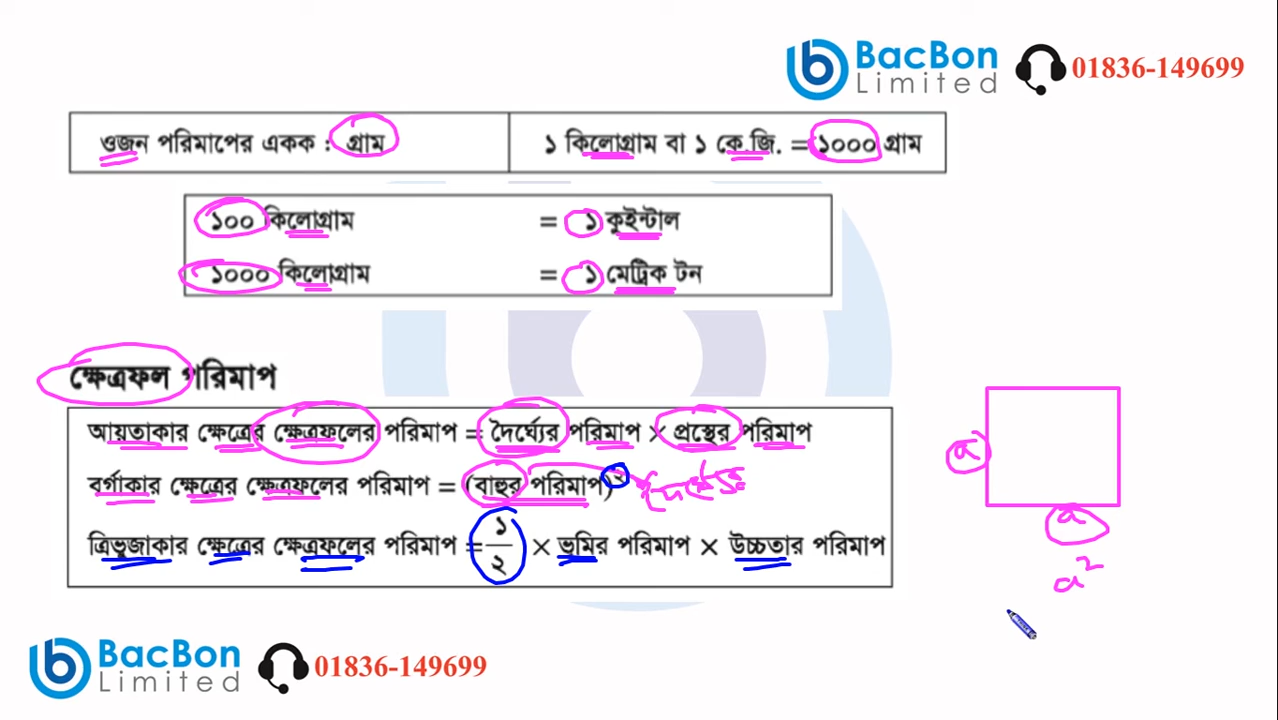 BacBon Limited 01836-149699
ওজন পরিমাপের একক : গ্রাম ১ কিলোগ্রাম বা ১ কে.জি. = ১০০০ গ্রাম
১০০ কিলোগ্রাম = ১ কুইন্টাল
১০০০ কিলোগ্রাম = ১ মেট্রিক টন
ক্ষেত্রফল পরিমাপ
আয়তাকার ক্ষেত্রের ক্ষেত্রফলের পরিমাপ = দৈর্ঘ্যের পরিমাপ × প্রস্থের পরিমাপ
বর্গাকার ক্ষেত্রের ক্ষেত্রফলের পরিমাপ = (বাহুর পরিমাপ)²
ত্রিভুজাকার ক্ষেত্রের ক্ষেত্রফলের পরিমাপ = ১/২ × ভূমির পরিমাপ × উচ্চতার পরিমাপ
a
a
a²
BacBon Limited 01836-149699